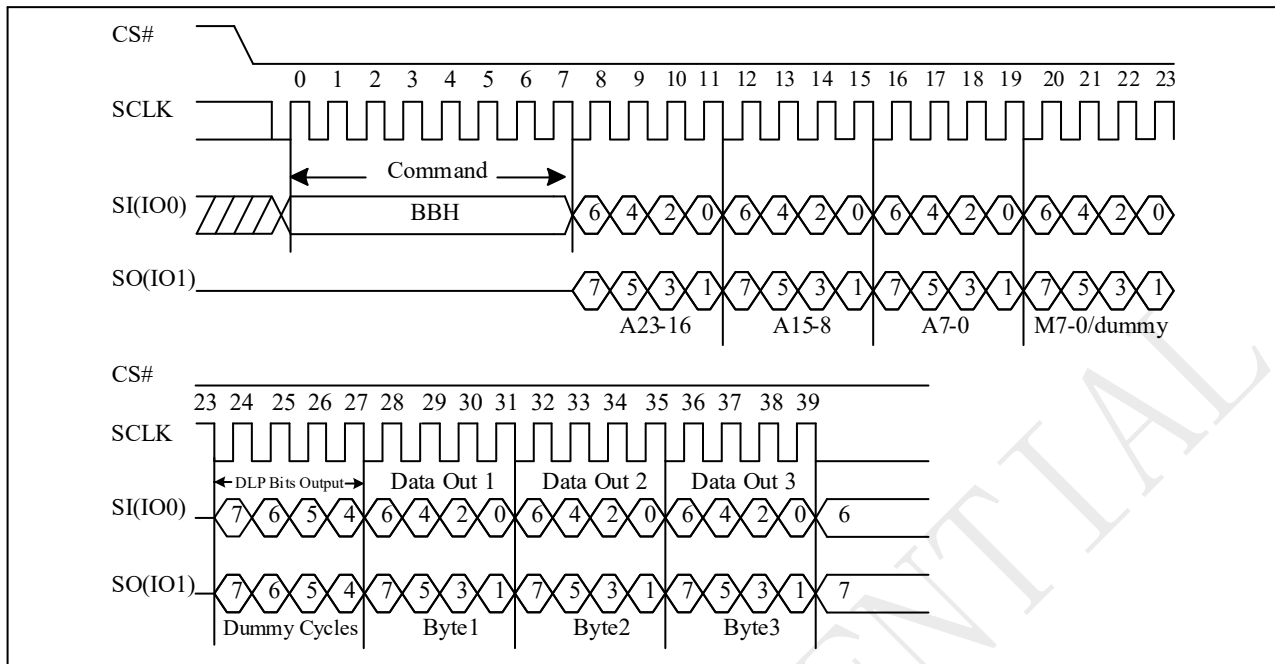 CS#
0 1 2 3 4 5 6 7 8 9 10 11 12 13 14 15 16 17 18 19 20 21 22 23
SCLK
Command
SI(IO0) BBH 6 4 2 0 6 4 2 0 6 4 2 0 6 4 2 0
SO(IO1) 7 5 3 1 7 5 3 1 7 5 3 1 7 5 3 1
A23-16 A15-8 A7-0 M7-0/dummy
CS#
23 24 25 26 27 28 29 30 31 32 33 34 35 36 37 38 39
SCLK
DLP Bits Output Data Out 1 Data Out 2 Data Out 3
SI(IO0) 7 6 5 4 6 4 2 0 6 4 2 0 6 4 2 0 6
SO(IO1) 7 6 5 4 7 5 3 1 7 5 3 1 7 5 3 1 7
Dummy Cycles Byte1 Byte2 Byte3
ENTIAL